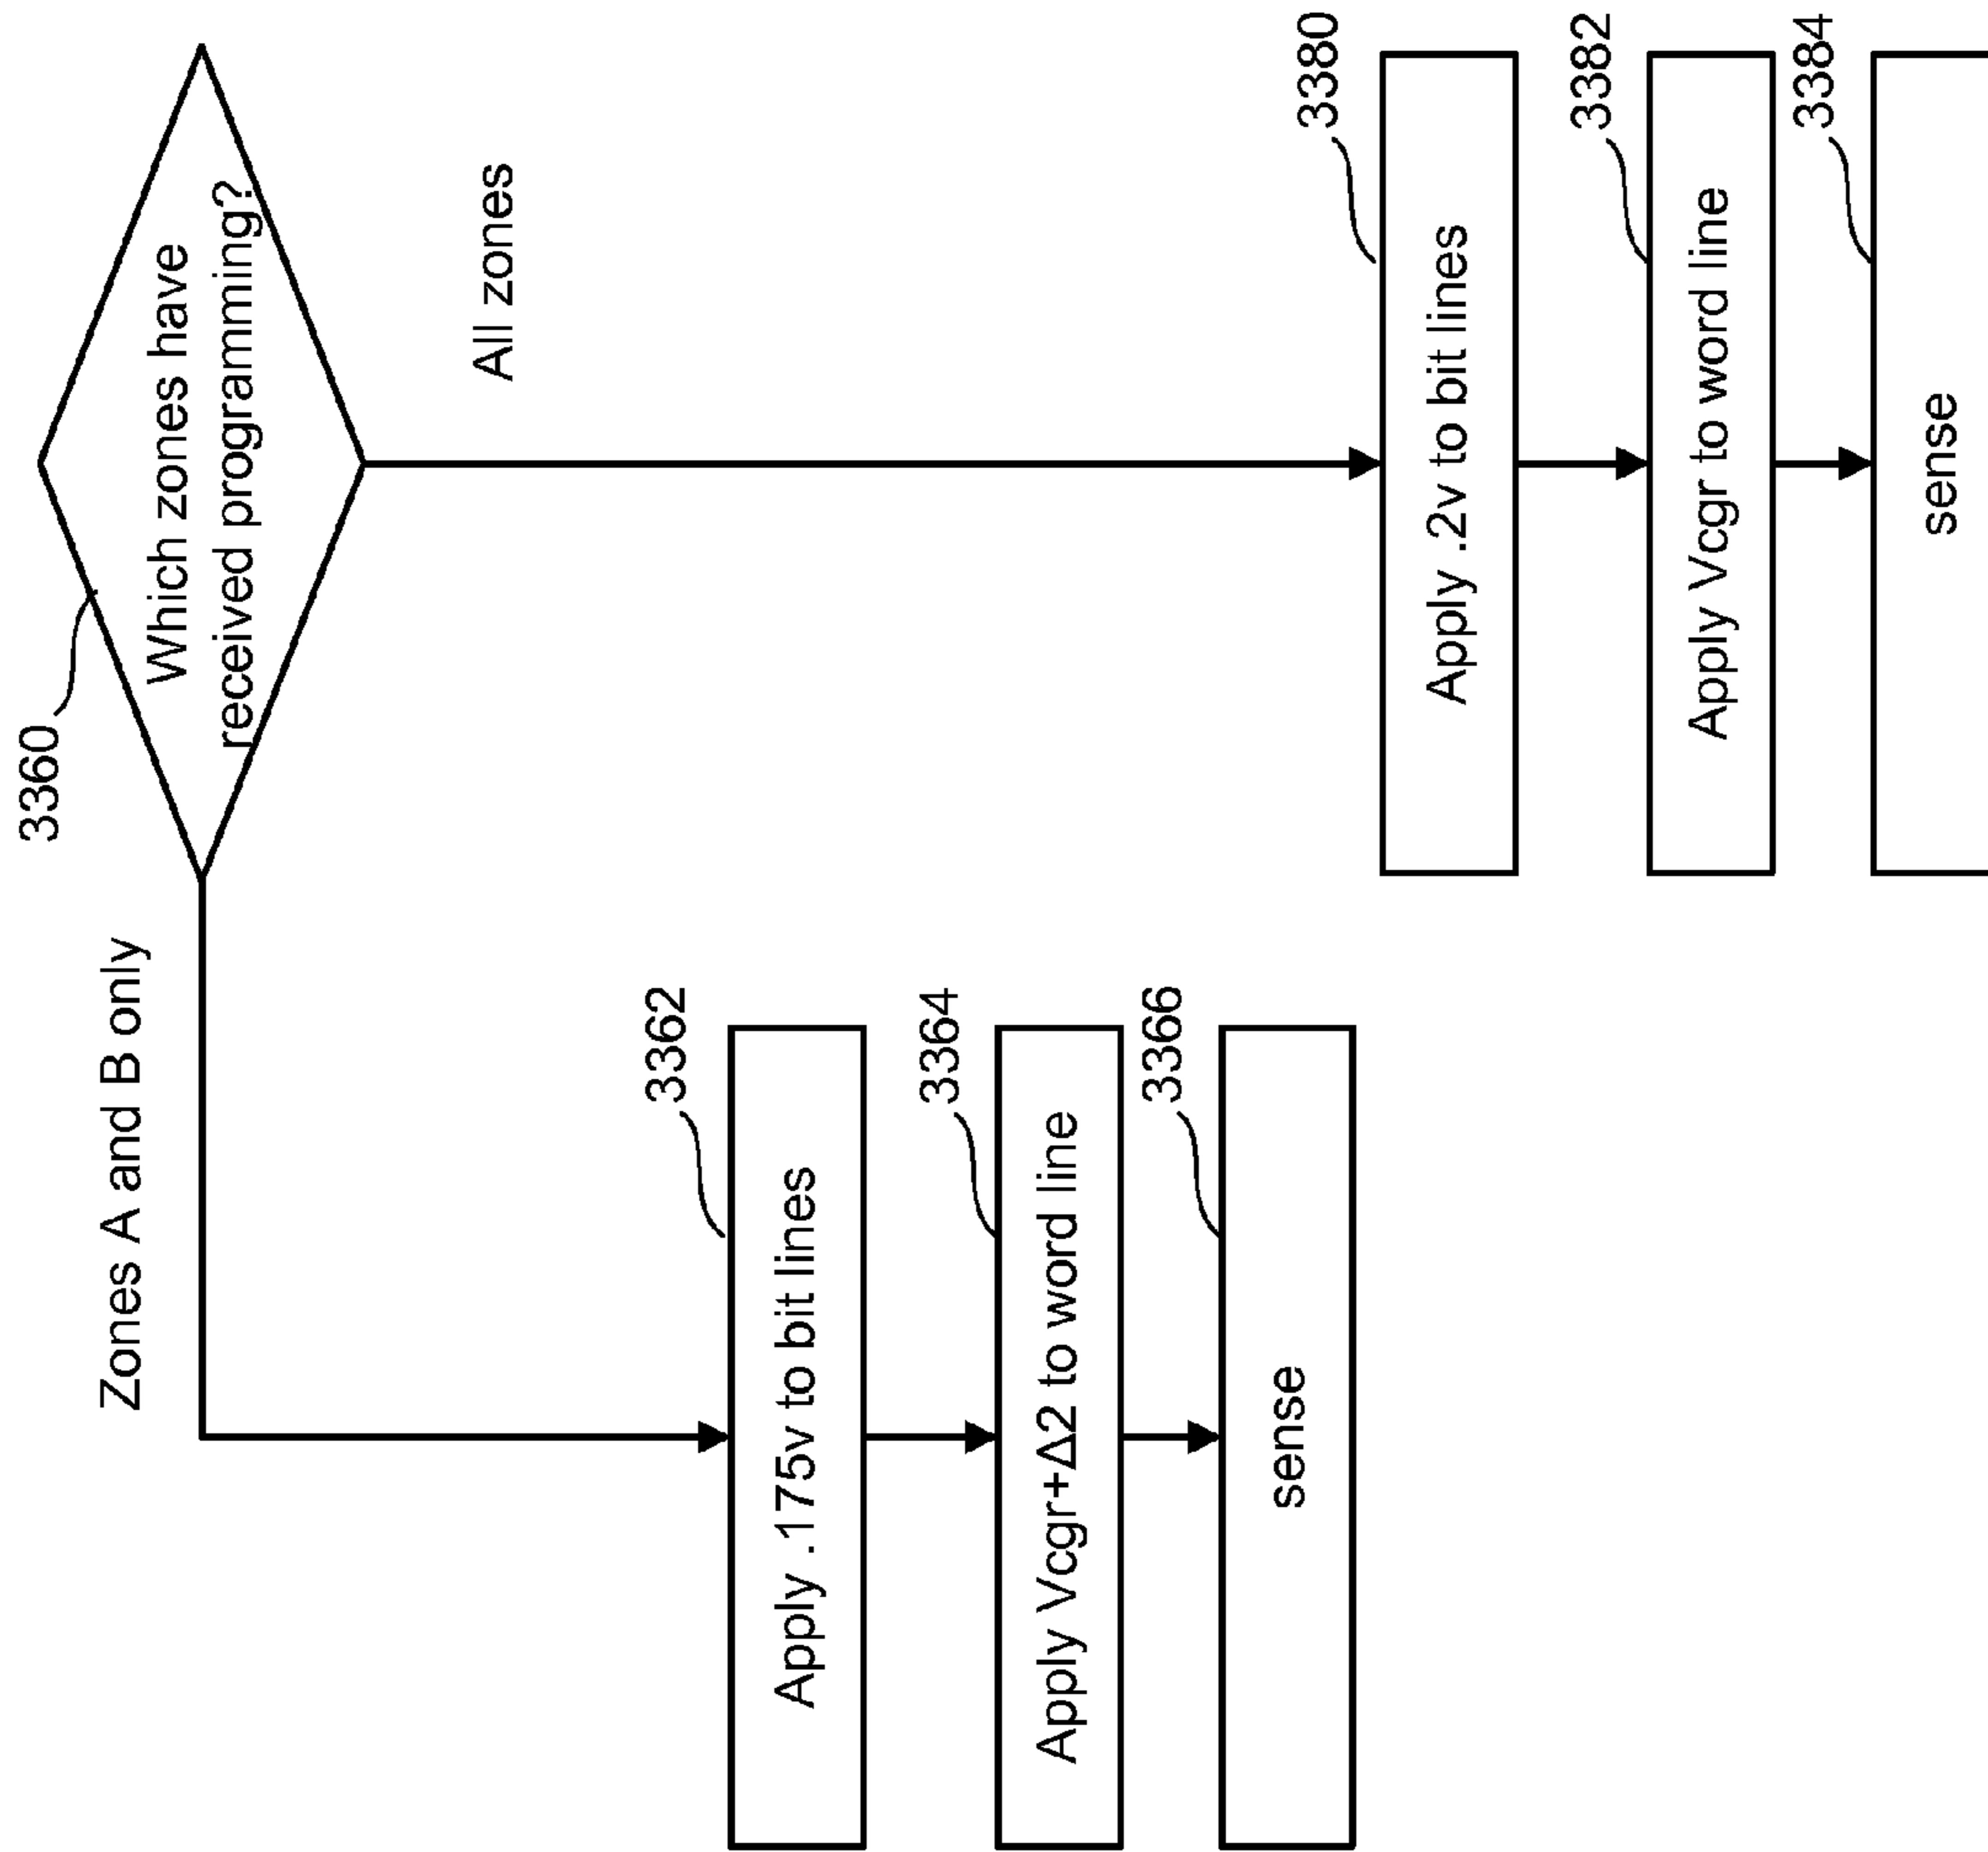 3360
Which zones have
received programming?
Zones A and B only
All zones
3362
Apply .175v to bit lines
3364
Apply Vcgr+Δ2 to word line
3366
sense
3380
Apply .2v to bit lines
3382
Apply Vcgr to word line
3384
sense